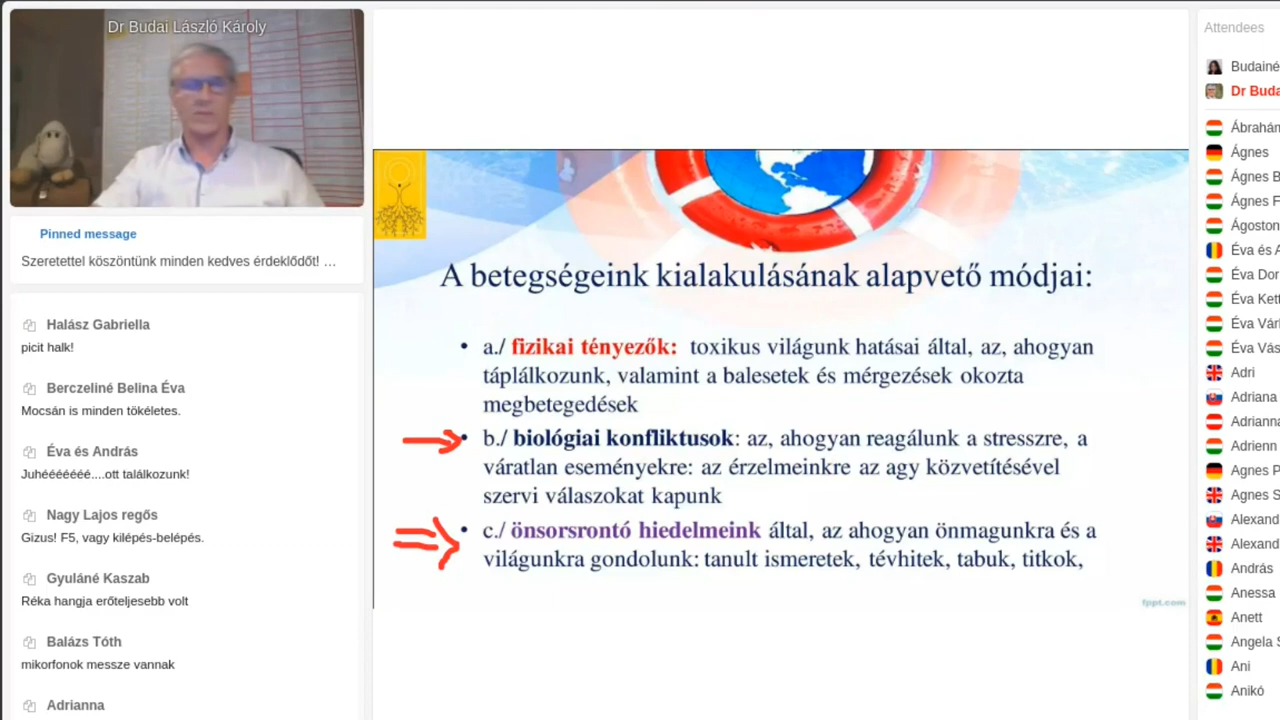 Dr Budai László Károly
Pinned message
Szeretettel köszöntünk minden kedves érdeklődőt! …
Halász Gabriella
picit halk!
Berczeliné Belina Éva
Mocsán is minden tökéletes.
Éva és András
Juhééééééé....ott találkozunk!
Nagy Lajos regős
Gizus! F5, vagy kilépés-belépés.
Gyuláné Kaszab
Réka hangja erőteljesebb volt
Balázs Tóth
mikorfonok messze vannak
Adrianna
A betegségeink kialakulásának alapvető módjai:
• a./ fizikai tényezők: toxikus világunk hatásai által, az, ahogyan
táplálkozunk, valamint a balesetek és mérgezések okozta
megbetegedések
• b./ biológiai konfliktusok: az, ahogyan reagálunk a stresszre, a
váratlan eseményekre: az érzelmeinkre az agy közvetítésével
szervi válaszokat kapunk
• c./ önsorsrontó hiedelmeink által, az ahogyan önmagunkra és a
világunkra gondolunk: tanult ismeretek, tévhitek, tabuk, titkok,
fppt.com
Attendees
Budainé
Dr Buda
Ábrahán
Ágnes
Ágnes B
Ágnes F
Ágoston
Éva és A
Éva Dor
Éva Kett
Éva Vári
Éva Vás
Adri
Adriana
Adrianna
Adrienn
Agnes P
Agnes S
Alexand
Alexand
András
Anessa
Anett
Angela S
Ani
Anikó